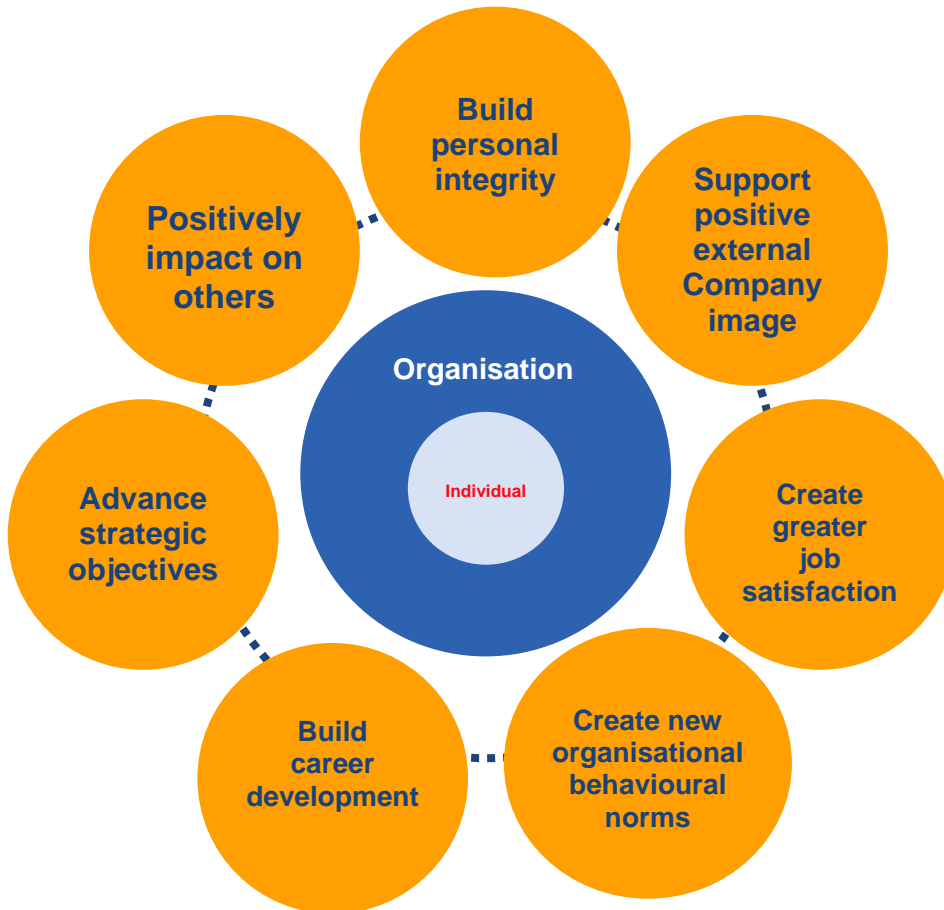 Build
personal
integrity
Support
positive
external
Company
image
Create
greater
job
satisfaction
Create new
organisational
behavioural
norms
Build
career
development
Advance
strategic
objectives
Positively
impact on
others
Organisation
Individual